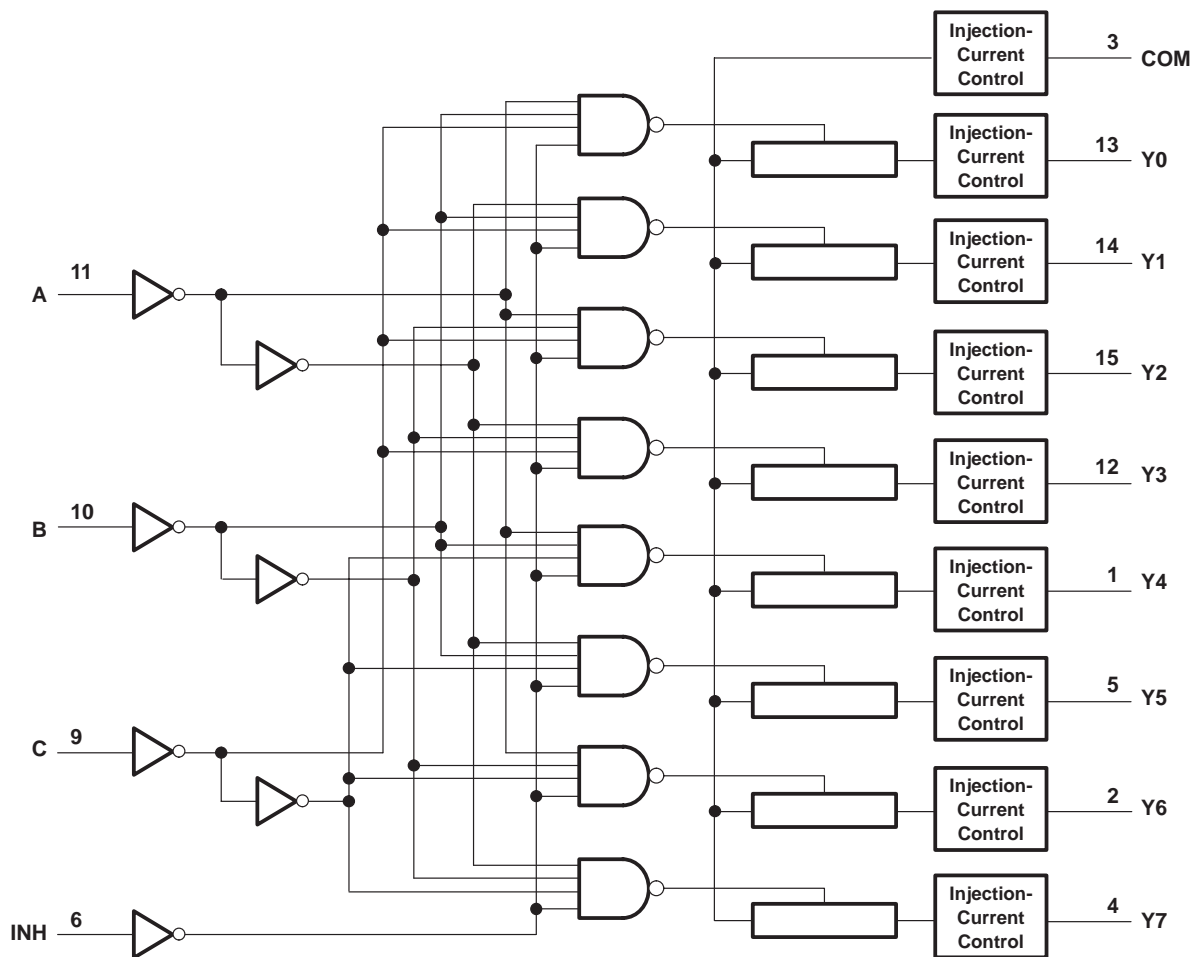 Injection-
Current
Control
3
COM
Injection-
Current
Control
13
Y0
Injection-
Current
Control
14
Y1
A
11
Injection-
Current
Control
15
Y2
Injection-
Current
Control
12
Y3
B
10
Injection-
Current
Control
1
Y4
Injection-
Current
Control
5
Y5
C
9
Injection-
Current
Control
2
Y6
Injection-
Current
Control
4
Y7
INH
6